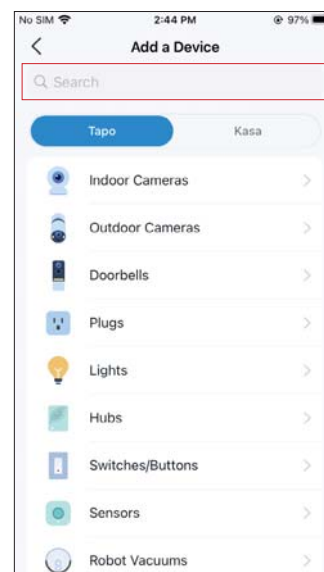 No SIM 2:44 PM 97%
Add a Device
Search
Tapo Kasa
Indoor Cameras
Outdoor Cameras
Doorbells
Plugs
Lights
Hubs
Switches/Buttons
Sensors
Robot Vacuums